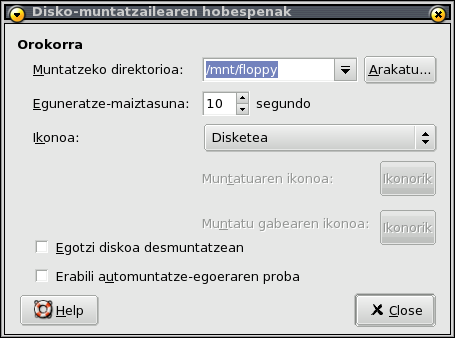 Disko-muntatzailearen hobespenak
Orokorra
Muntatzeko direktorioa: /mnt/floppy Arakatu...
Eguneratze-maiztasuna: 10 segundo
Ikonoa: Disketea
Muntatuaren ikonoa: Ikonorik
Muntatu gabearen ikonoa: Ikonorik
Egotzi diskoa desmuntatzean
Erabili automuntatze-egoeraren proba
Help Close